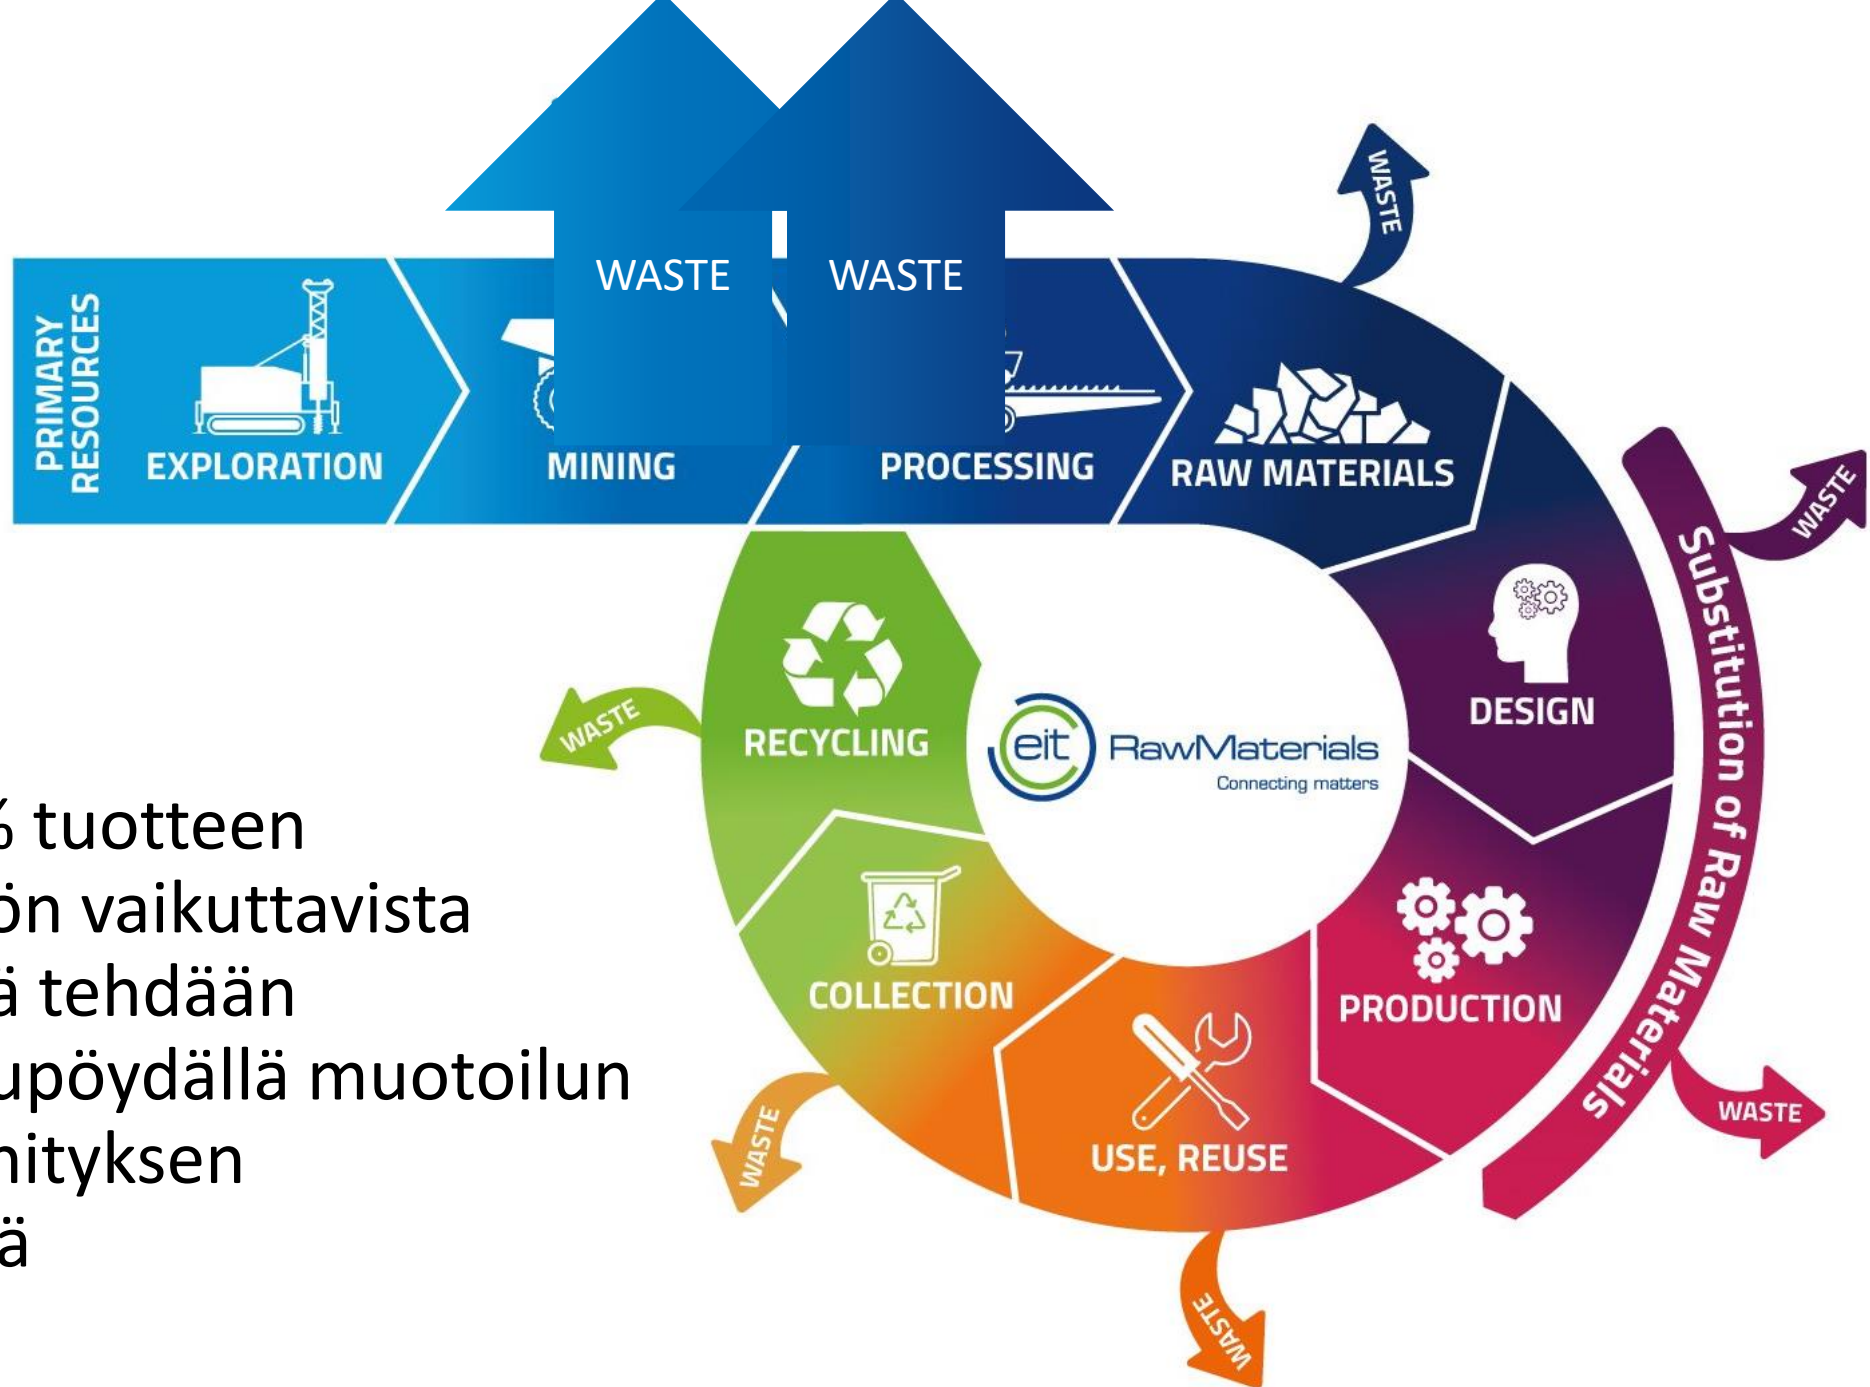 WASTE
WASTE
WASTE
PRIMARY
RESOURCES
EXPLORATION
MINING
PROCESSING
RAW MATERIALS
WASTE
Substitution of Raw Materials
DESIGN
RECYCLING
WASTE
eit RawMaterials
Connecting matters
% tuotteen
ön vaikuttavista
ä tehdään
upöydällä muotoilun
hityksen
ä
COLLECTION
PRODUCTION
WASTE
USE, REUSE
WASTE
WASTE